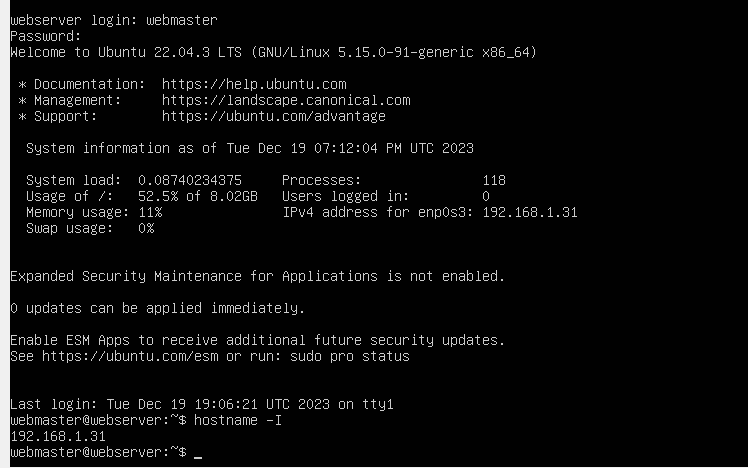 webserver login: webmaster
Password:
Welcome to Ubuntu 22.04.3 LTS (GNU/Linux 5.15.0-91-generic x86_64)
* Documentation:  https://help.ubuntu.com
* Management:     https://landscape.canonical.com
* Support:        https://ubuntu.com/advantage
System information as of Tue Dec 19 07:12:04 PM UTC 2023
System load:  0.08740234375     Processes:               118
Usage of /:   52.5% of 8.02GB   Users logged in:         0
Memory usage: 11%               IPv4 address for enp0s3: 192.168.1.31
Swap usage:   0%
Expanded Security Maintenance for Applications is not enabled.
0 updates can be applied immediately.
Enable ESM Apps to receive additional future security updates.
See https://ubuntu.com/esm or run: sudo pro status
Last login: Tue Dec 19 19:06:21 UTC 2023 on tty1
webmaster@webserver:~$ hostname -I
192.168.1.31
webmaster@webserver:~$ _